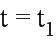 t = t₁